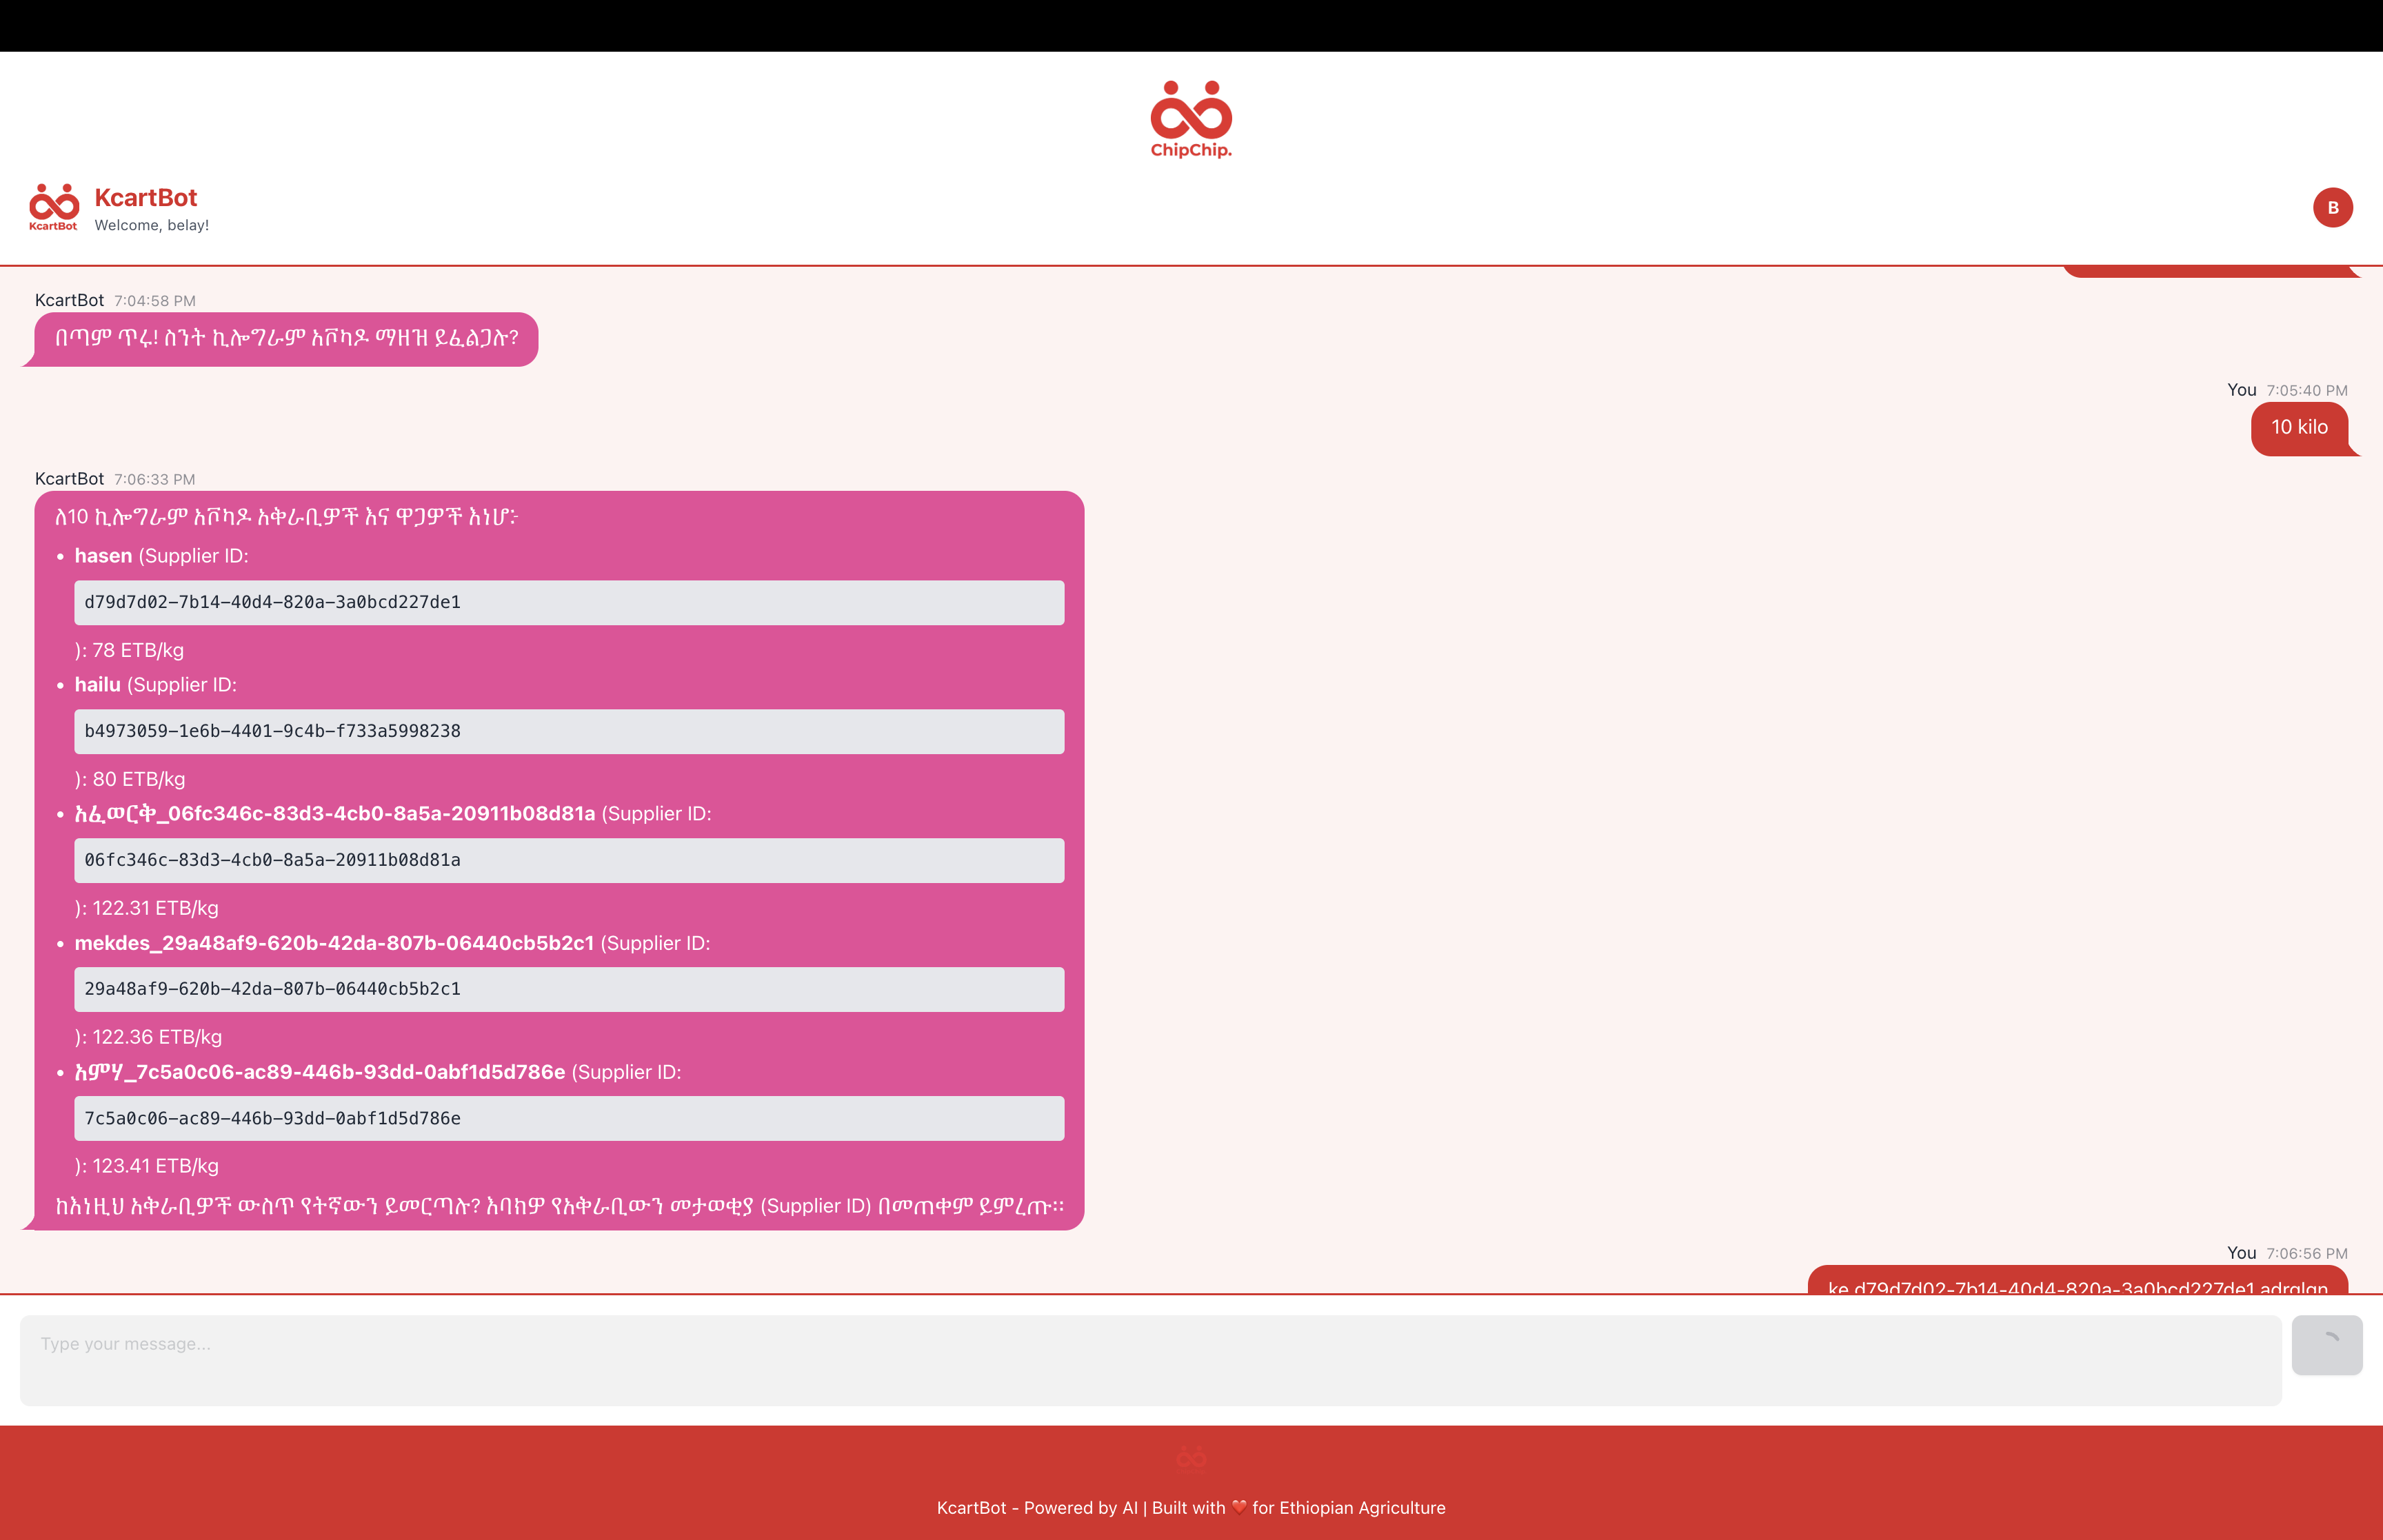 ChipChip.
KcartBot
KcartBot
Welcome, belay!
B
KcartBot 7:04:58 PM
በጣም ጥሩ! ስንት ኪሎግራም አቮካዶ ማዘዝ ይፈልጋሉ?
You 7:05:40 PM
10 kilo
KcartBot 7:06:33 PM
ለ10 ኪሎግራም አቮካዶ አቅራቢዎች እና ዋጋዎች እነሆ፦
• hasen (Supplier ID:
d79d7d02-7b14-40d4-820a-3a0bcd227de1
): 78 ETB/kg
• hailu (Supplier ID:
b4973059-1e6b-4401-9c4b-f733a5998238
): 80 ETB/kg
• አፈወርቅ_06fc346c-83d3-4cb0-8a5a-20911b08d81a (Supplier ID:
06fc346c-83d3-4cb0-8a5a-20911b08d81a
): 122.31 ETB/kg
• mekdes_29a48af9-620b-42da-807b-06440cb5b2c1 (Supplier ID:
29a48af9-620b-42da-807b-06440cb5b2c1
): 122.36 ETB/kg
• አምሃ_7c5a0c06-ac89-446b-93dd-0abf1d5d786e (Supplier ID:
7c5a0c06-ac89-446b-93dd-0abf1d5d786e
): 123.41 ETB/kg
ከእነዚህ አቅራቢዎች ውስጥ የትኛውን ይመርጣሉ? እባክዎ የአቅራቢውን መታወቂያ (Supplier ID) በመጠቀም ይምረጡ።
You 7:06:56 PM
ke d79d7d02-7b14-40d4-820a-3a0bcd227de1 adrglgn
Type your message...
KcartBot - Powered by AI | Built with ❤️ for Ethiopian Agriculture